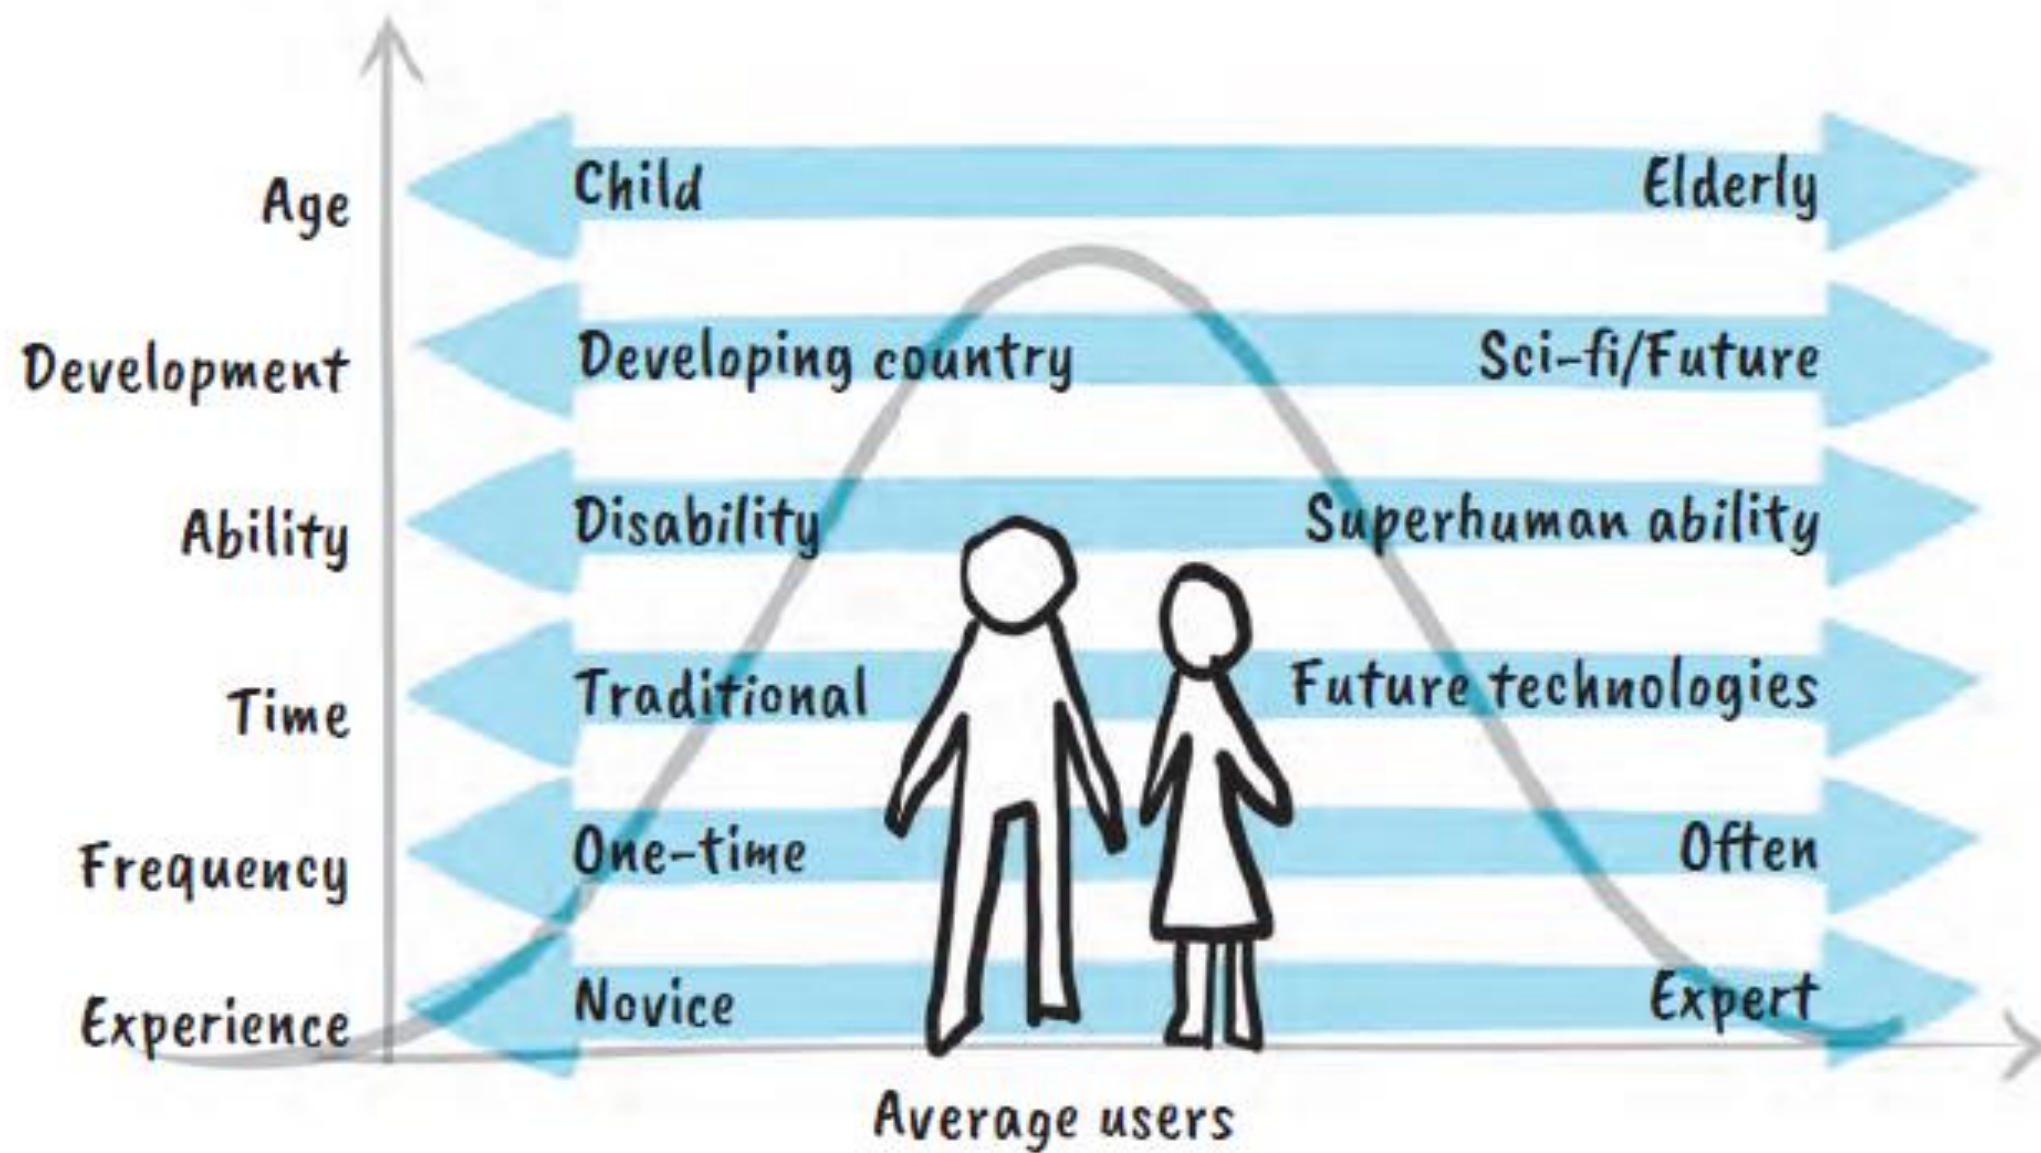 Age Child Elderly
Development Developing country Sci-fi/Future
Ability Disability Superhuman ability
Time Traditional Future technologies
Frequency One-time Often
Experience Novice Expert
Average users